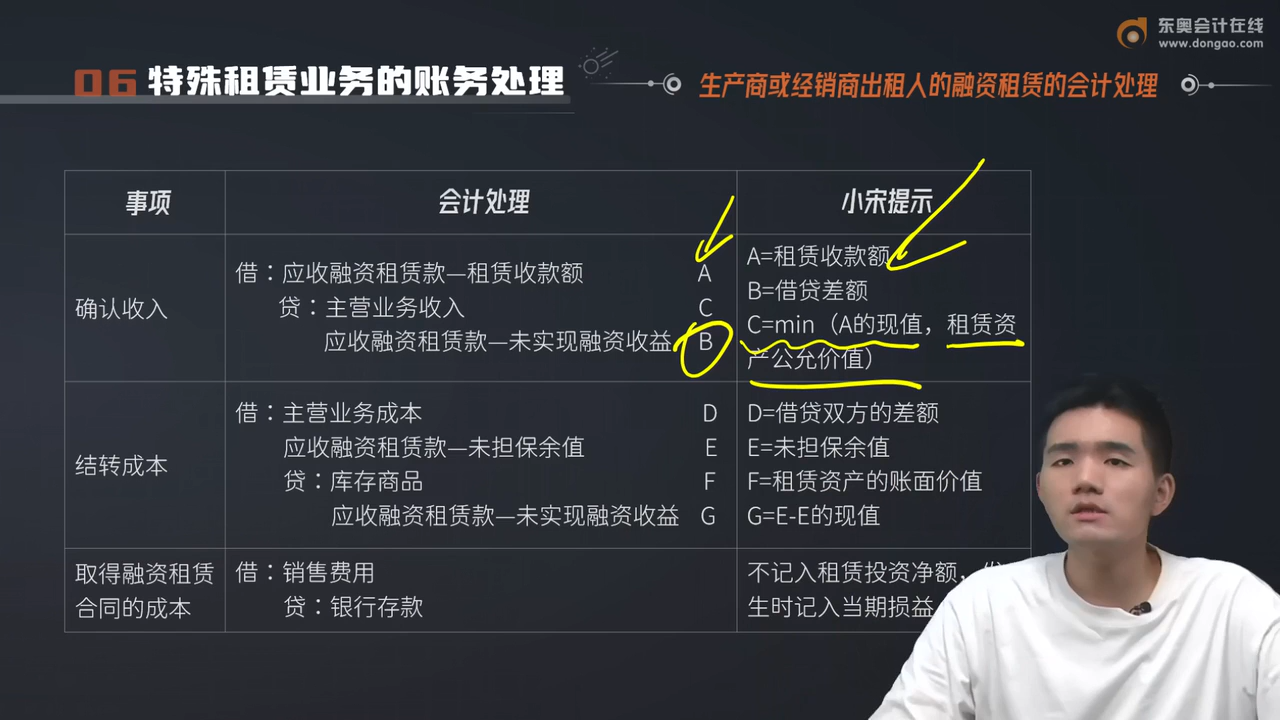 东奥会计在线
www.dongao.com
06 特殊租赁业务的账务处理
生产商或经销商出租人的融资租赁的会计处理
事项 会计处理 小宋提示
确认收入
借：应收融资租赁款—租赁收款额 A
贷：主营业务收入 C
应收融资租赁款—未实现融资收益 B
A=租赁收款额
B=借贷差额
C=min（A的现值，租赁资
产公允价值）
结转成本
借：主营业务成本 D
应收融资租赁款—未担保余值 E
贷：库存商品 F
应收融资租赁款—未实现融资收益 G
D=借贷双方的差额
E=未担保余值
F=租赁资产的账面价值
G=E-E的现值
取得融资租赁
合同的成本
借：销售费用
贷：银行存款
不记入租赁投资净额，
生时记入当期损益